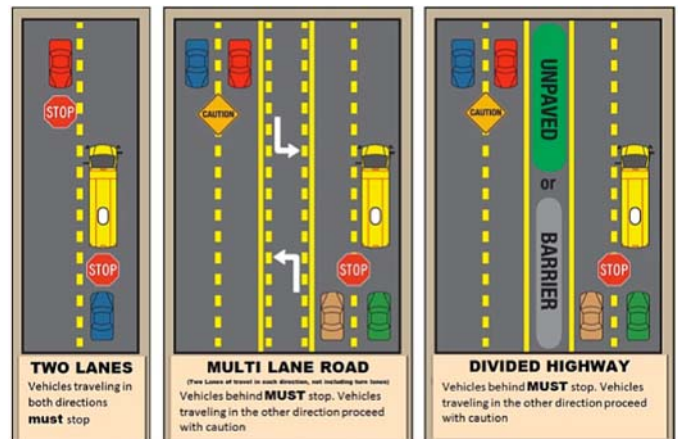 STOP
STOP
TWO LANES
Vehicles traveling in
both directions
must stop
CAUTION
STOP
MULTI LANE ROAD
(Two Lanes of travel in each direction, not including turn lanes)
Vehicles behind MUST stop. Vehicles
traveling in the other direction proceed
with caution
CAUTION
UNPAVED
or
BARRIER
STOP
DIVIDED HIGHWAY
Vehicles behind MUST stop. Vehicles
traveling in the other direction proceed
with caution